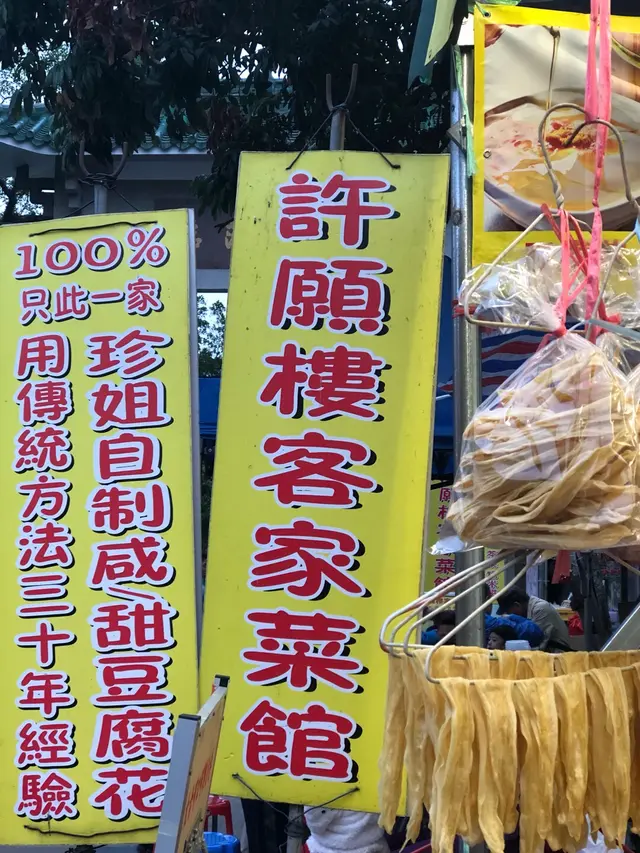 100%
只此一家
珍姐自制咸/甜豆腐花
用傳統方法三十年經驗
許願樓客家菜館